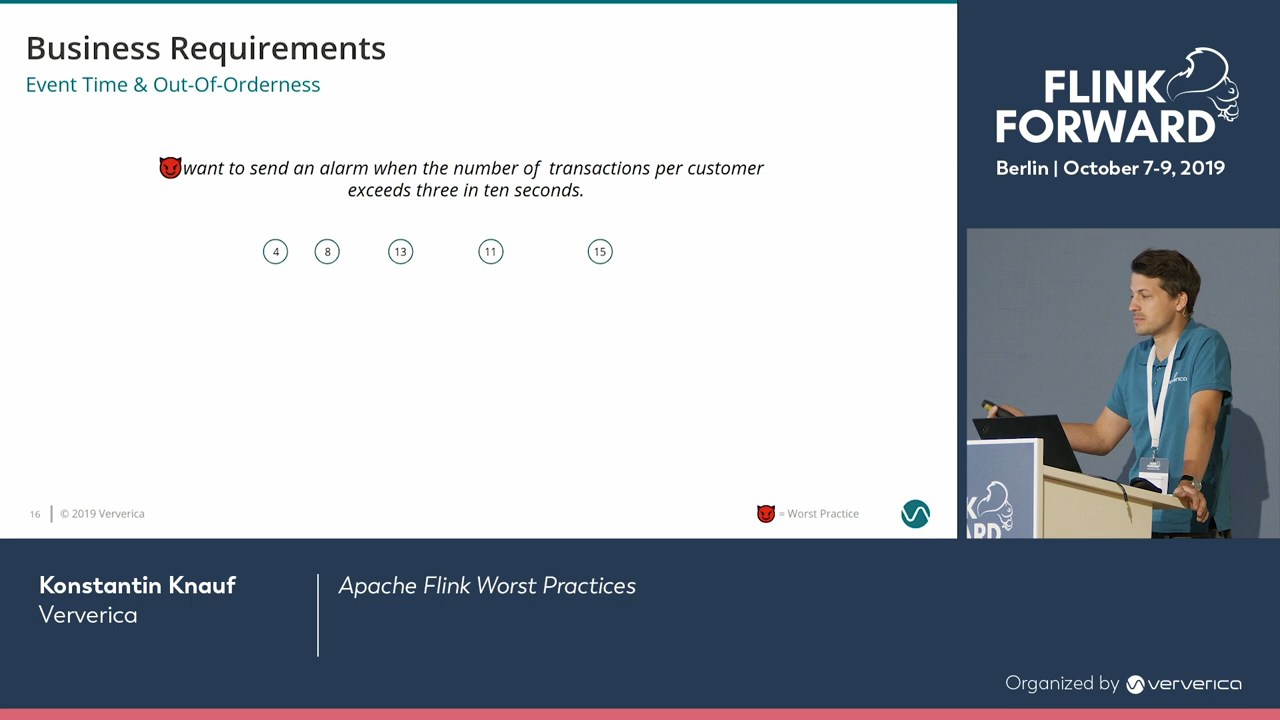 Business Requirements
Event Time & Out-Of-Orderness
want to send an alarm when the number of transactions per customer
exceeds three in ten seconds.
4 8 13 11 15
16 © 2019 Ververica
= Worst Practice
FLINK
FORWARD
Berlin | October 7-9, 2019
Konstantin Knauf
Ververica
Apache Flink Worst Practices
Organized by ververica